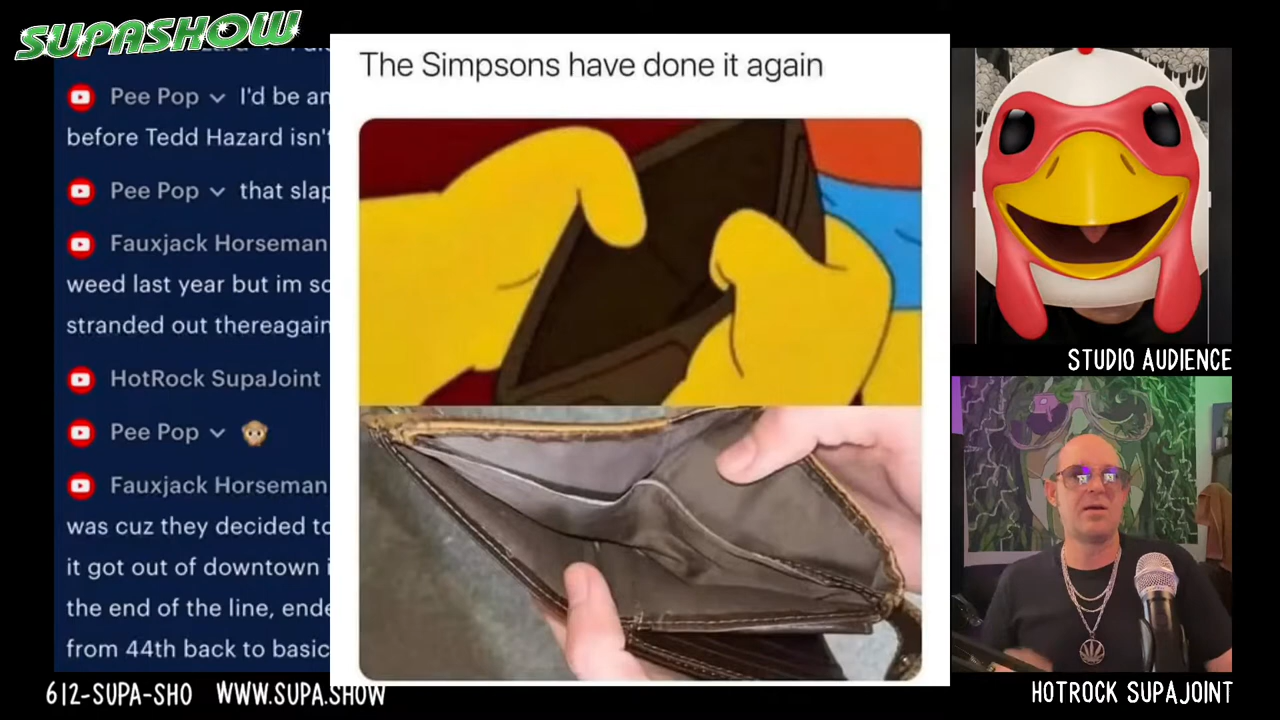 SUPASHOW
Pee Pop I'd be an
before Tedd Hazard isn't
Pee Pop that slap
Fauxjack Horseman
weed last year but im so
stranded out thereagain
HotRock SupaJoint
Pee Pop
Fauxjack Horseman
was cuz they decided to
it got out of downtown i
the end of the line, ende
from 44th back to basic
The Simpsons have done it again
STUDIO AUDIENCE
HOTROCK SUPAJOINT
612-SUPA-SHO WWW.SUPA.SHOW